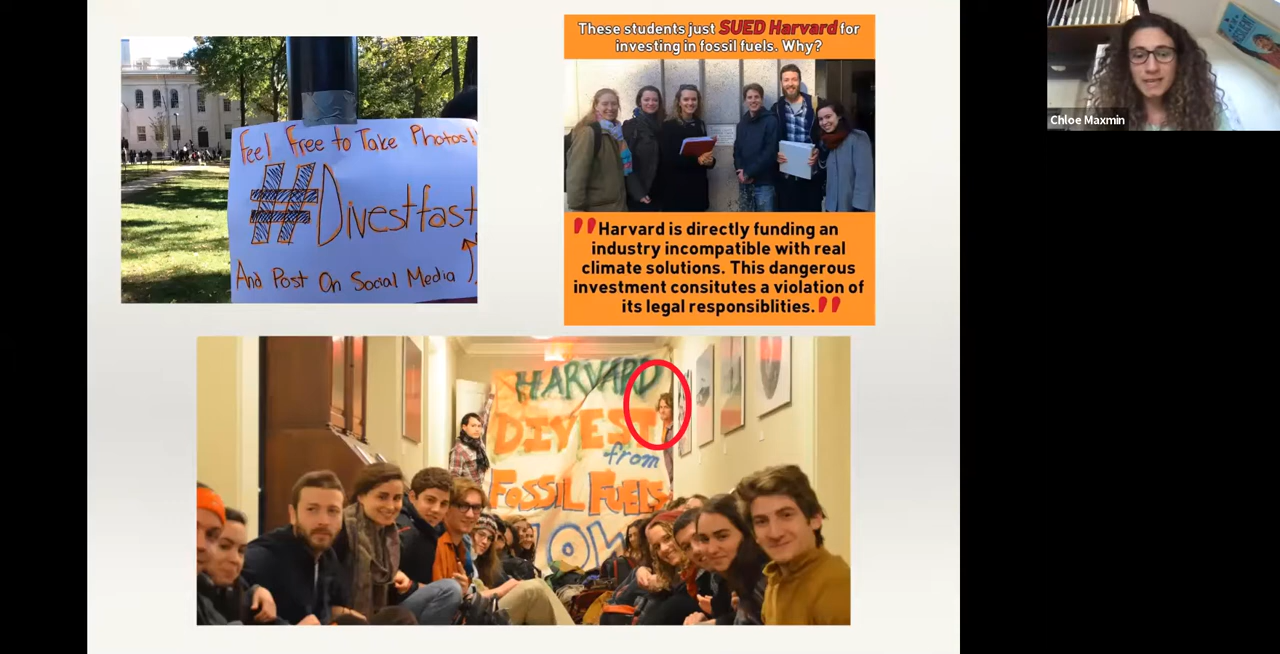 Feel Free to Take Photos!
#Divestfast
And Post On Social Media
These students just SUED Harvard for
investing in fossil fuels. Why?
"Harvard is directly funding an
industry incompatible with real
climate solutions. This dangerous
investment consitutes a violation of
its legal responsiblities."
HARVARD
DIVEST
from
FOSSIL FUELS
Chloe Maxmin